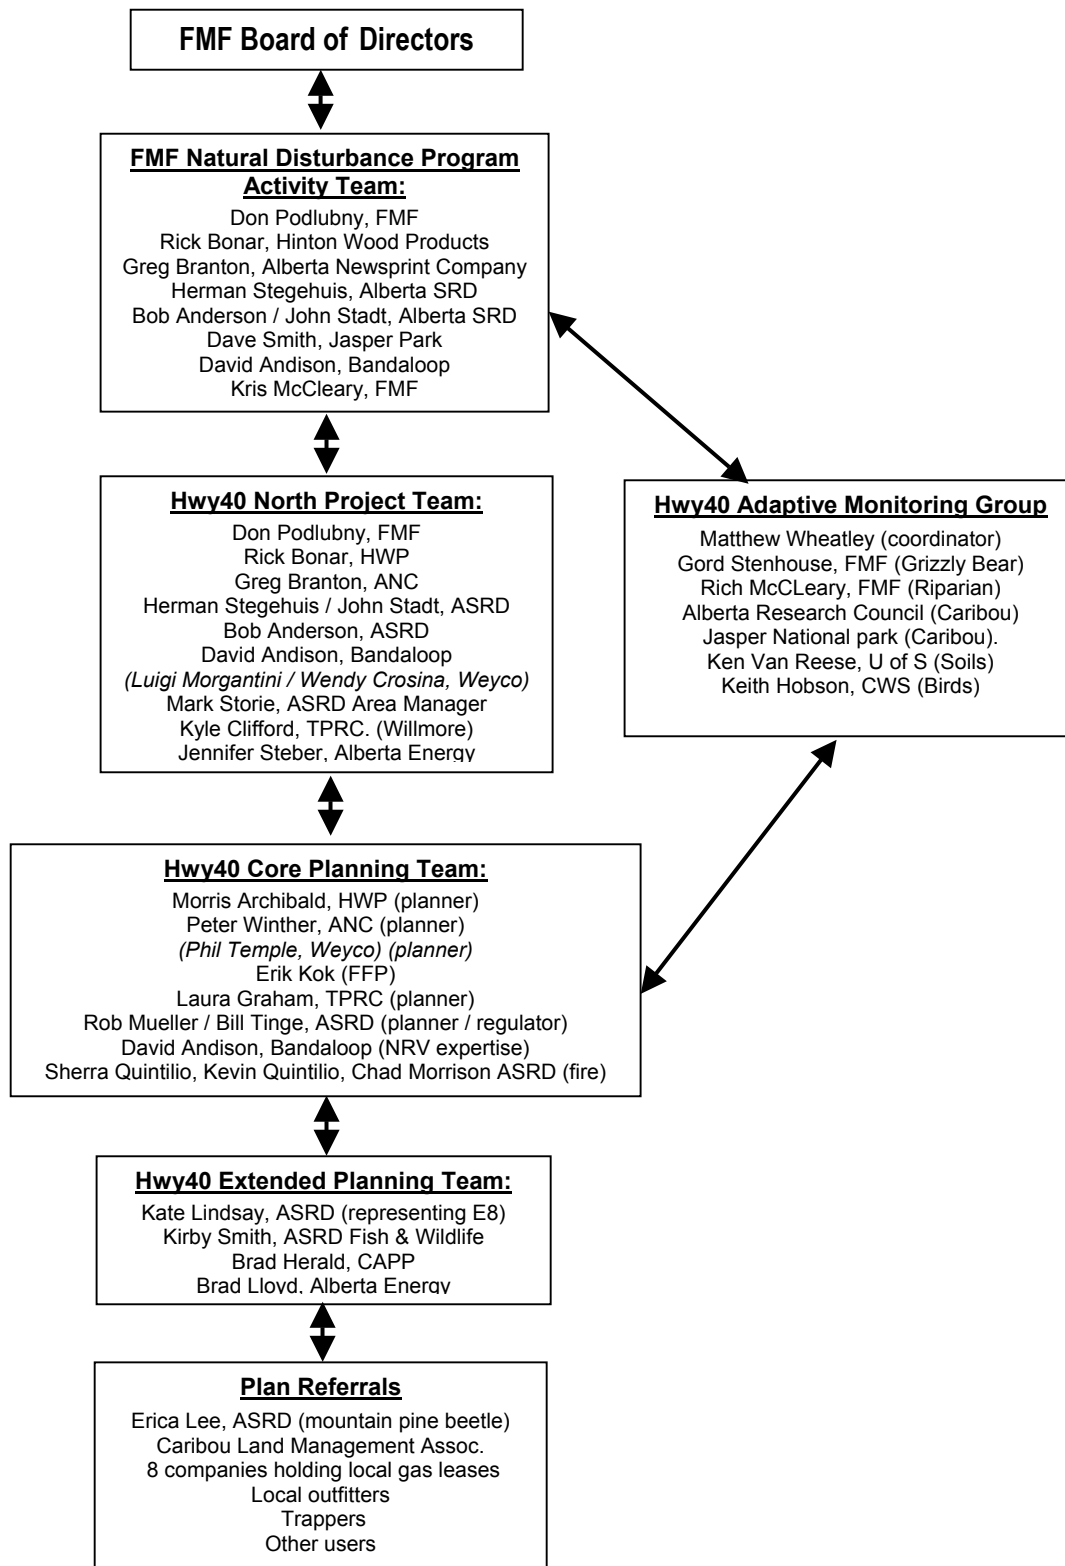 FMF Board of Directors
FMF Natural Disturbance Program
Activity Team:
Don Podlubny, FMF
Rick Bonar, Hinton Wood Products
Greg Branton, Alberta Newsprint Company
Herman Stegehuis, Alberta SRD
Bob Anderson / John Stadt, Alberta SRD
Dave Smith, Jasper Park
David Andison, Bandaloop
Kris McCleary, FMF
Hwy40 North Project Team:
Don Podlubny, FMF
Rick Bonar, HWP
Greg Branton, ANC
Herman Stegehuis / John Stadt, ASRD
Bob Anderson, ASRD
David Andison, Bandaloop
(Luigi Morgantini / Wendy Crosina, Weyco)
Mark Storie, ASRD Area Manager
Kyle Clifford, TPRC. (Willmore)
Jennifer Steber, Alberta Energy
Hwy40 Adaptive Monitoring Group
Matthew Wheatley (coordinator)
Gord Stenhouse, FMF (Grizzly Bear)
Rich McCLeary, FMF (Riparian)
Alberta Research Council (Caribou)
Jasper National park (Caribou).
Ken Van Reese, U of S (Soils)
Keith Hobson, CWS (Birds)
Hwy40 Core Planning Team:
Morris Archibald, HWP (planner)
Peter Winther, ANC (planner)
(Phil Temple, Weyco) (planner)
Erik Kok (FFP)
Laura Graham, TPRC (planner)
Rob Mueller / Bill Tinge, ASRD (planner / regulator)
David Andison, Bandaloop (NRV expertise)
Sherra Quintilio, Kevin Quintilio, Chad Morrison ASRD (fire)
Hwy40 Extended Planning Team:
Kate Lindsay, ASRD (representing E8)
Kirby Smith, ASRD Fish & Wildlife
Brad Herald, CAPP
Brad Lloyd, Alberta Energy
Plan Referrals
Erica Lee, ASRD (mountain pine beetle)
Caribou Land Management Assoc.
8 companies holding local gas leases
Local outfitters
Trappers
Other users